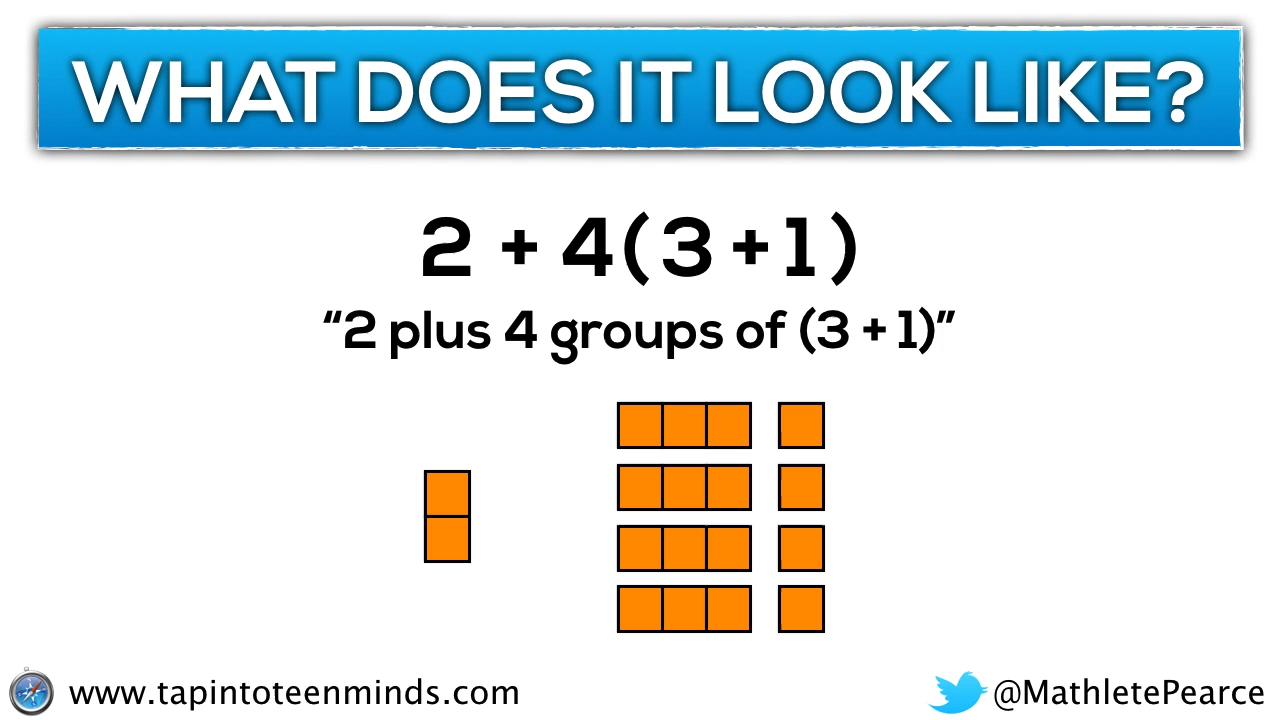 WHAT DOES IT LOOK LIKE?
2 + 4(3+1)
“2 plus 4 groups of (3 + 1)”
www.tapintoteenminds.com
@MathletePearce